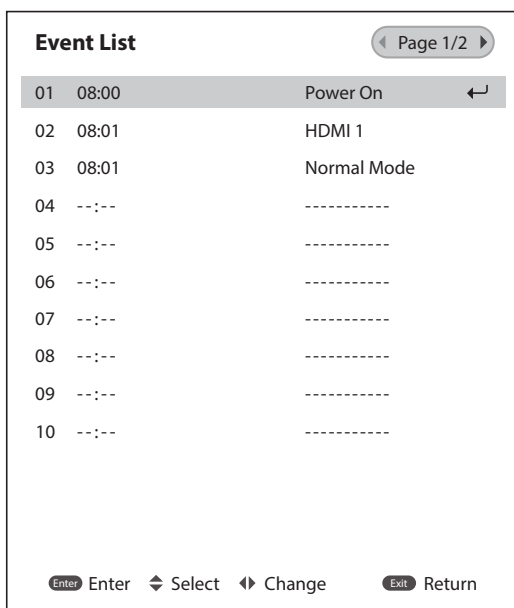 Event List Page 1/2
01 08:00 Power On
02 08:01 HDMI 1
03 08:01 Normal Mode
04 --:-- -----------
05 --:-- -----------
06 --:-- -----------
07 --:-- -----------
08 --:-- -----------
09 --:-- -----------
10 --:-- -----------
Enter Enter Select Change Exit Return